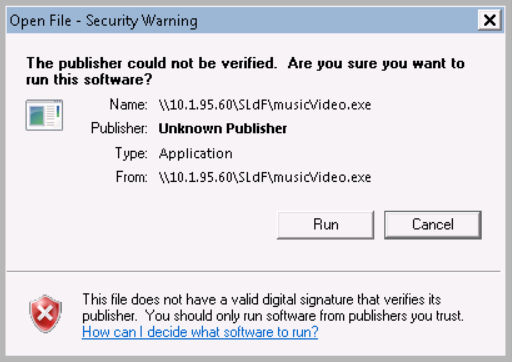 Open File - Security Warning
The publisher could not be verified. Are you sure you want to
run this software?
Name: \\10.1.95.60\SLdF\musicVideo.exe
Publisher: Unknown Publisher
Type: Application
From: \\10.1.95.60\SLdF\musicVideo.exe
Run Cancel
This file does not have a valid digital signature that verifies its
publisher. You should only run software from publishers you trust.
How can I decide what software to run?